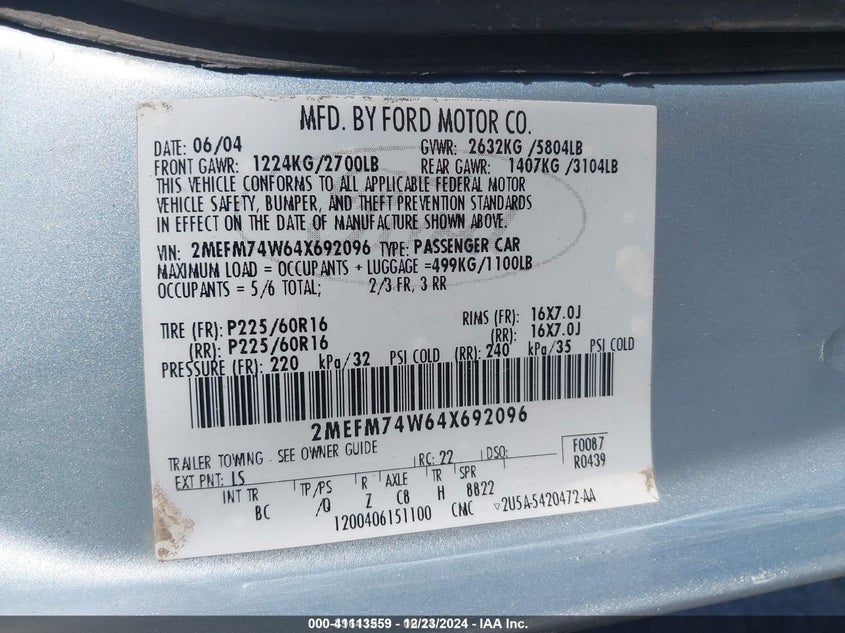 MFD. BY FORD MOTOR CO.
DATE: 06/04 GVWR: 2632KG /5804LB
FRONT GAWR: 1224KG/2700LB REAR GAWR: 1407KG /3104LB
THIS VEHICLE CONFORMS TO ALL APPLICABLE FEDERAL MOTOR
VEHICLE SAFETY, BUMPER, AND THEFT PREVENTION STANDARDS
IN EFFECT ON THE DATE OF MANUFACTURE SHOWN ABOVE.
VIN: 2MEFM74W64X692096 TYPE: PASSENGER CAR
MAXIMUM LOAD = OCCUPANTS + LUGGAGE =499KG/1100LB
OCCUPANTS = 5/6 TOTAL; 2/3 FR, 3 RR
TIRE (FR): P225/60R16 RIMS (FR): 16X7.0J
(RR): P225/60R16 (RR): 16X7.0J
PRESSURE (FR): 220 kPa/32 PSI COLD (RR): 240 kPa/35 PSI COLD
2MEFM74W64X692096
TRAILER TOWING - SEE OWNER GUIDE
EXT PNT: LS RC: 22 DSO: F0087
INT TR TP/PS R AXLE TR SPR R0439
BC /Q Z C8 H 8822
1200406151100 CMC ▽2U5A-5420472-AA
000-41113559 - 12/23/2024 - IAA Inc.